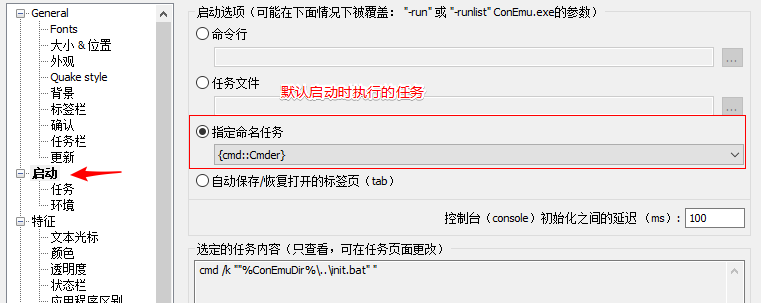 General
Fonts
大小 & 位置
外观
Quake style
背景
标签栏
确认
任务栏
更新
启动
任务
环境
特征
文本光标
颜色
透明度
状态栏
应用程序区别
启动选项（可能在下面情况下被覆盖： "-run" 或 "-runlist" ConEmu.exe的参数）
命令行
...
任务文件
默认启动时执行的任务
...
指定命名任务
{cmd::Cmder}
自动保存/恢复打开的标签页（tab）
控制台（console）初始化之间的延迟（ms）: 100
选定的任务内容（只查看，可在任务页面更改）
cmd /k ""%ConEmuDir%\..\init.bat" "